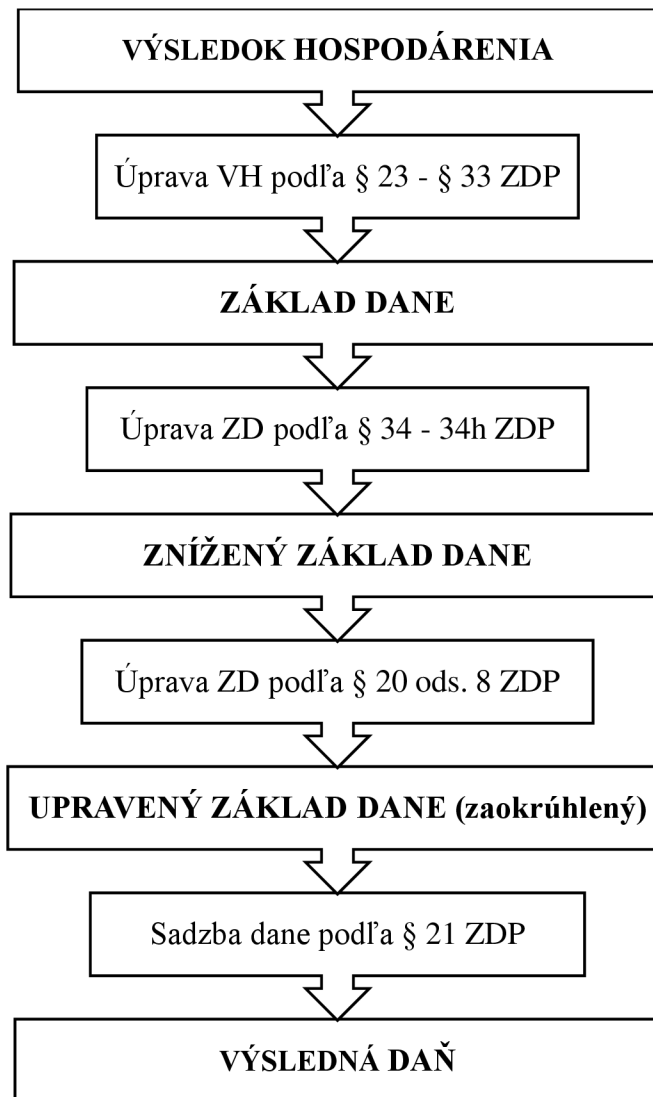 VÝSLEDOK HOSPODÁRENIA
Úprava VH podľa § 23 - § 33 ZDP
ZÁKLAD DANE
Úprava ZD podľa § 34 - 34h ZDP
ZNÍŽENÝ ZÁKLAD DANE
Úprava ZD podľa § 20 ods. 8 ZDP
UPRAVENÝ ZÁKLAD DANE (zaokrúhlený)
Sadzba dane podľa § 21 ZDP
VÝSLEDNÁ DAŇ